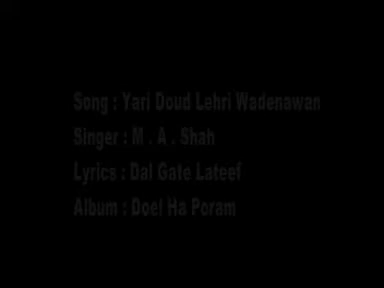 Song : Yari Doud Lehri Wadenawan
Singer : M . A . Shah
Lyrics : Dal Gate Lateef
Album : Doel Ha Poram